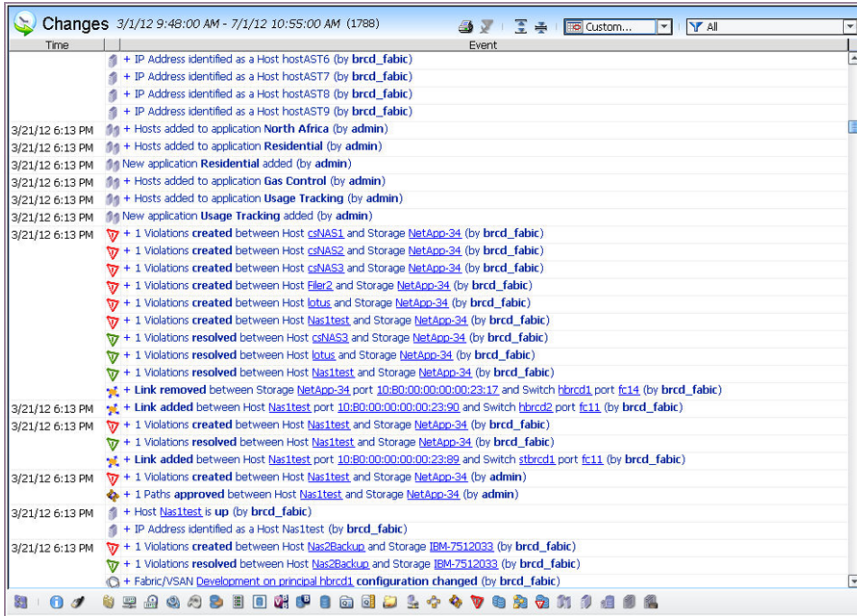 Changes 3/1/12 9:48:00 AM - 7/1/12 10:55:00 AM (1788) Custom... All
Time Event
+ IP Address identified as a Host hostAST6 (by brcd_fabic)
+ IP Address identified as a Host hostAST7 (by brcd_fabic)
+ IP Address identified as a Host hostAST8 (by brcd_fabic)
+ IP Address identified as a Host hostAST9 (by brcd_fabic)
3/21/12 6:13 PM + Hosts added to application North Africa (by admin)
3/21/12 6:13 PM + Hosts added to application Residential (by admin)
3/21/12 6:13 PM New application Residential added (by admin)
3/21/12 6:13 PM + Hosts added to application Gas Control (by admin)
3/21/12 6:13 PM + Hosts added to application Usage Tracking (by admin)
3/21/12 6:13 PM New application Usage Tracking added (by admin)
3/21/12 6:13 PM + 1 Violations created between Host csNAS1 and Storage NetApp-34 (by brcd_fabic)
+ 1 Violations created between Host csNAS2 and Storage NetApp-34 (by brcd_fabic)
+ 1 Violations created between Host csNAS3 and Storage NetApp-34 (by brcd_fabic)
+ 1 Violations created between Host Filer2 and Storage NetApp-34 (by brcd_fabic)
+ 1 Violations created between Host lotus and Storage NetApp-34 (by brcd_fabic)
+ 1 Violations created between Host Nas1test and Storage NetApp-34 (by brcd_fabic)
+ 1 Violations resolved between Host csNAS3 and Storage NetApp-34 (by brcd_fabic)
+ 1 Violations resolved between Host lotus and Storage NetApp-34 (by brcd_fabic)
+ 1 Violations resolved between Host Nas1test and Storage NetApp-34 (by brcd_fabic)
+ Link removed between Storage NetApp-34 port 10:B0:00:00:00:00:23:17 and Switch hbrcd1 port fc14 (by brcd_fabic)
3/21/12 6:13 PM + Link added between Host Nas1test port 10:B0:00:00:00:00:23:90 and Switch hbrcd2 port fc11 (by brcd_fabic)
3/21/12 6:13 PM + 1 Violations created between Host Nas1test and Storage NetApp-34 (by brcd_fabic)
+ 1 Violations resolved between Host Nas1test and Storage NetApp-34 (by brcd_fabic)
+ Link added between Host Nas1test port 10:B0:00:00:00:00:23:89 and Switch stbrcd1 port fc11 (by brcd_fabic)
3/21/12 6:13 PM + 1 Violations created between Host Nas1test and Storage NetApp-34 (by admin)
+ 1 Paths approved between Host Nas1test and Storage NetApp-34 (by admin)
3/21/12 6:13 PM + Host Nas1test is up (by brcd_fabic)
+ IP Address identified as a Host Nas1test (by brcd_fabic)
3/21/12 6:13 PM + 1 Violations created between Host Nas2Backup and Storage IBM-7512033 (by brcd_fabic)
+ 1 Violations resolved between Host Nas2Backup and Storage IBM-7512033 (by brcd_fabic)
+ Fabric/VSAN Development on principal hbrcd1 configuration changed (by brcd_fabic)